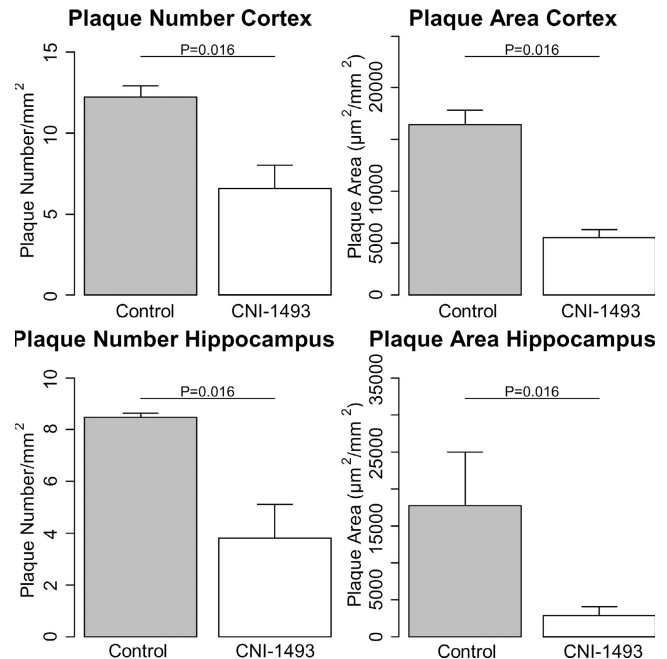 Plaque Number Cortex
P=0.016
Plaque Number/mm²
15
10
5
0
Control
CNI-1493
Plaque Area Cortex
P=0.016
Plaque Area (µm²/mm²)
20000
10000
5000
0
Control
CNI-1493
Plaque Number Hippocampus
P=0.016
Plaque Number/mm²
10
8
6
4
2
0
Control
CNI-1493
Plaque Area Hippocampus
P=0.016
Plaque Area (µm²/mm²)
35000
25000
15000
5000
0
Control
CNI-1493